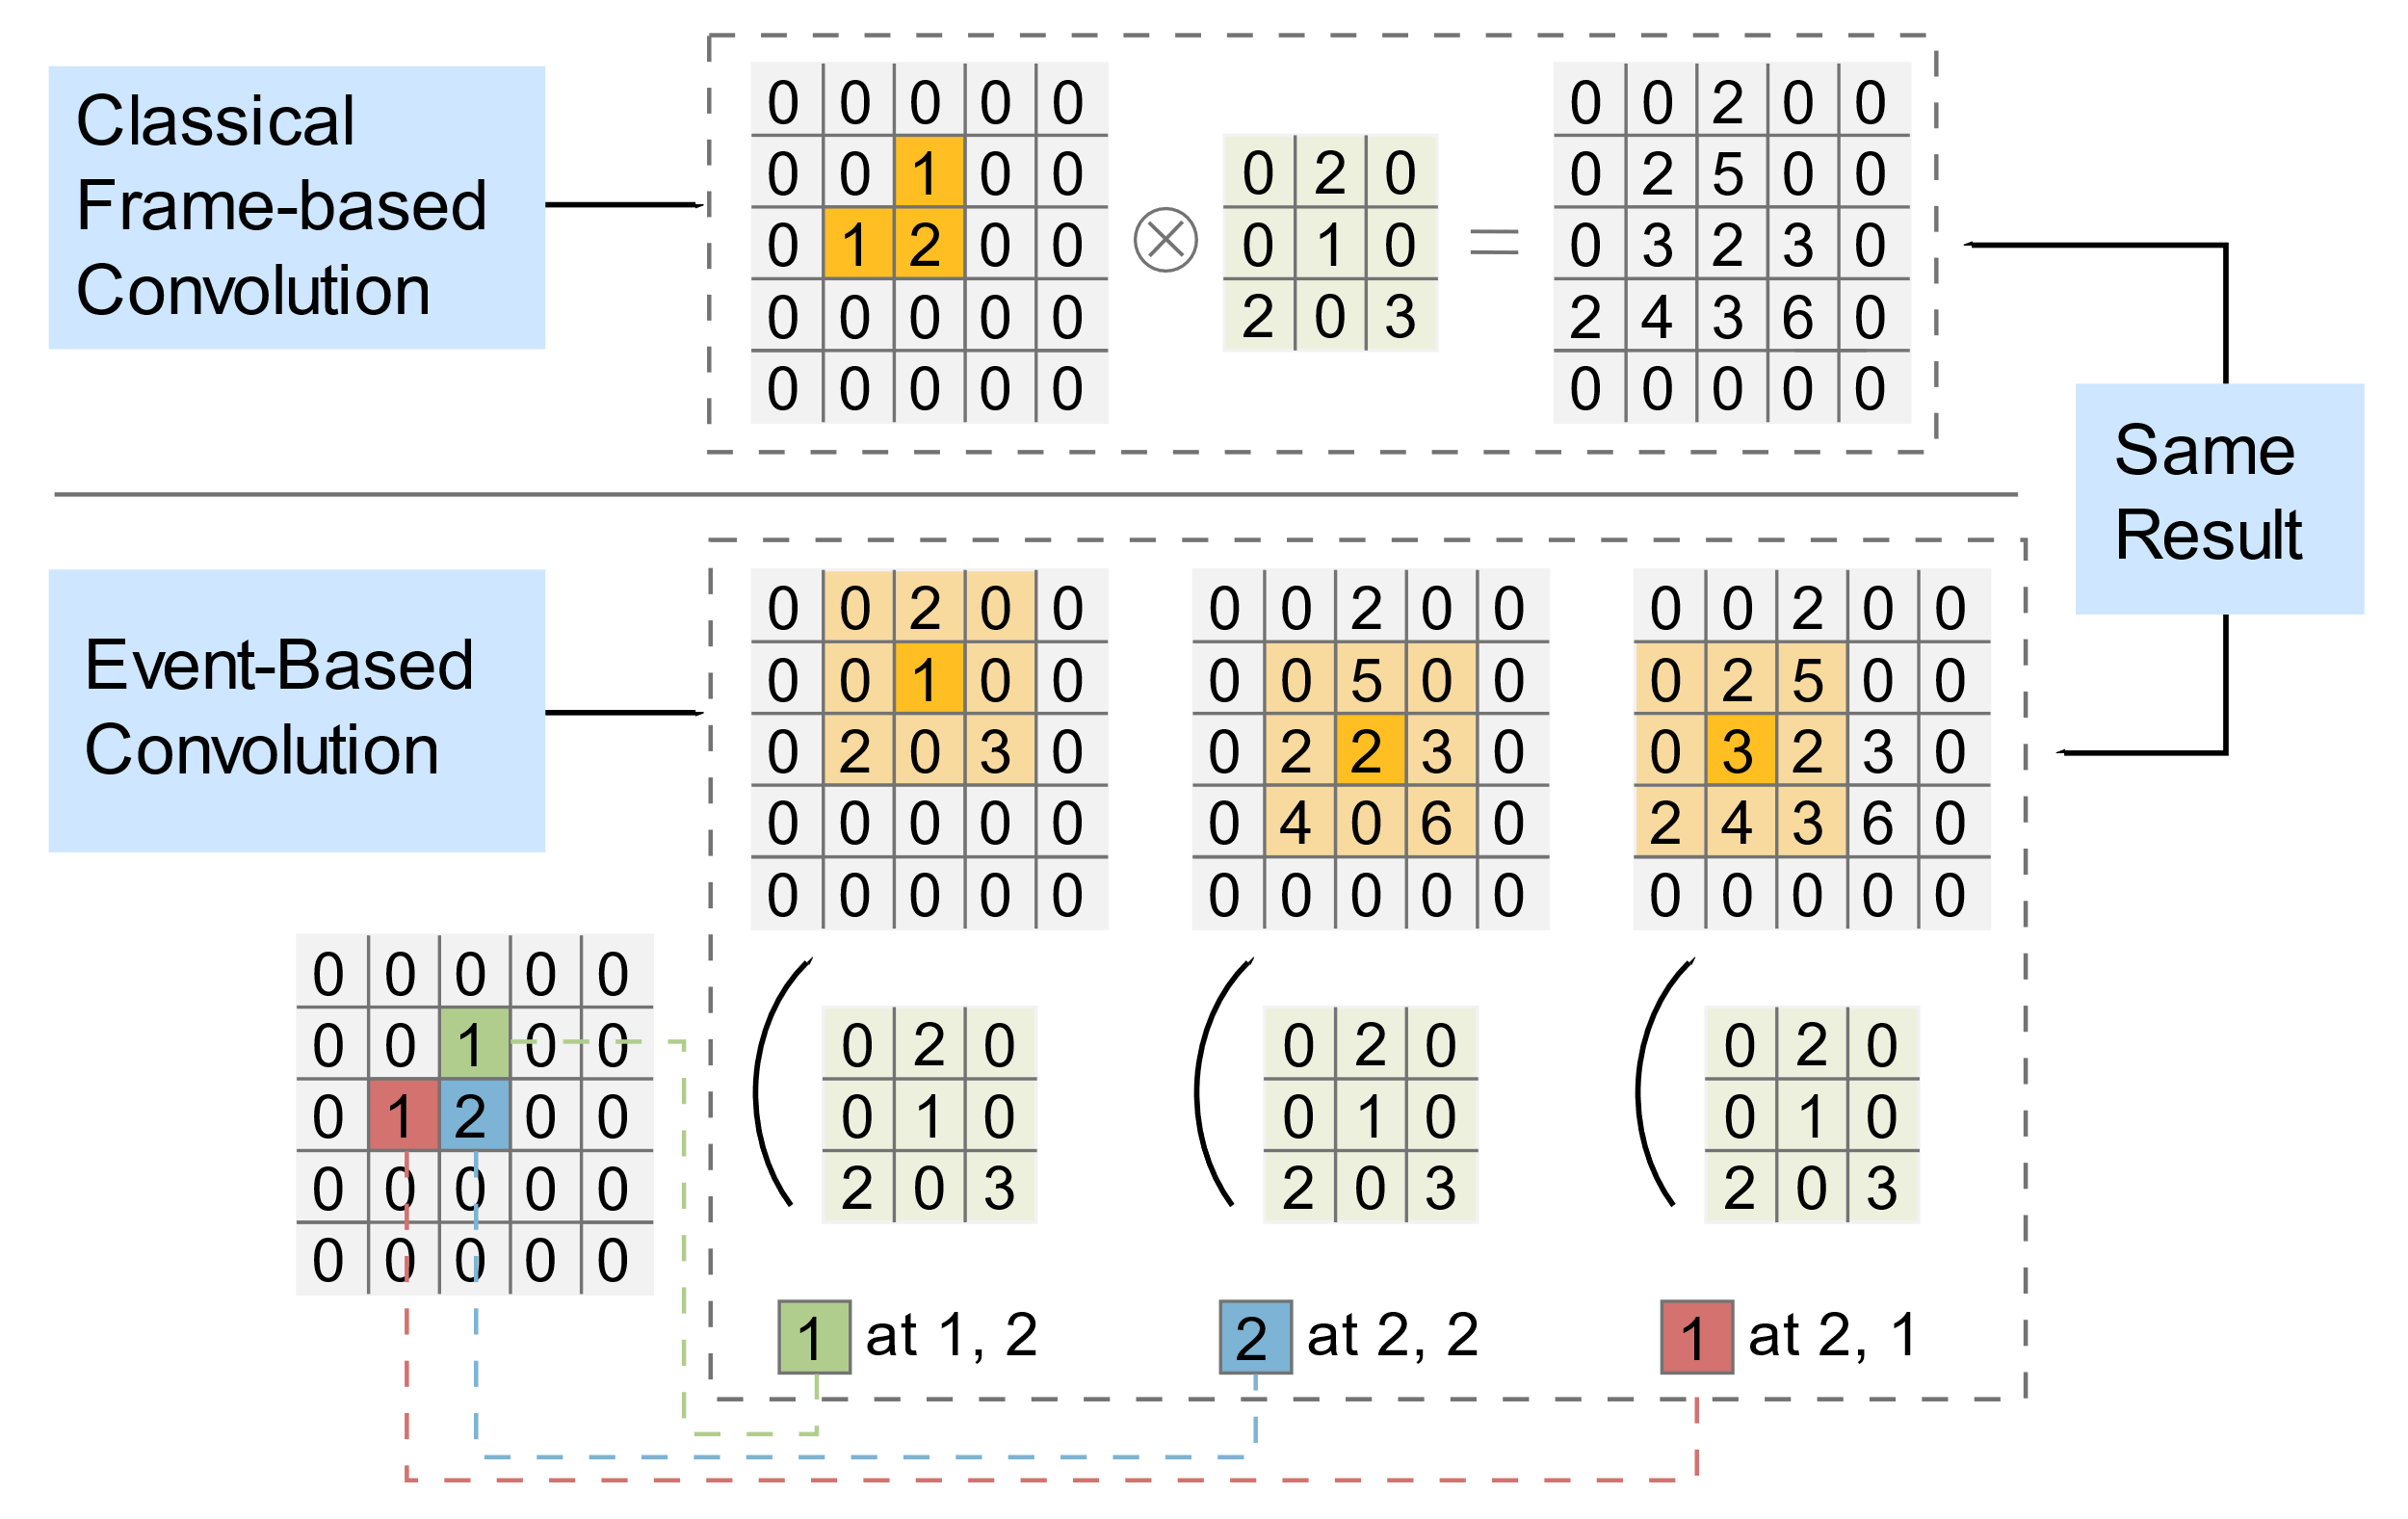 Classical
Frame-based
Convolution
0 0 0 0 0
0 0 1 0 0
0 1 2 0 0
0 0 0 0 0
0 0 0 0 0
0 2 0
0 1 0
2 0 3
=
0 0 2 0 0
0 2 5 0 0
0 3 2 3 0
2 4 3 6 0
0 0 0 0 0
Same
Result
Event-Based
Convolution
0 0 2 0 0
0 0 1 0 0
0 2 0 3 0
0 0 0 0 0
0 0 0 0 0
0 0 2 0 0
0 0 5 0 0
0 2 2 3 0
0 4 0 6 0
0 0 0 0 0
0 0 2 0 0
0 2 5 0 0
0 3 2 3 0
2 4 3 6 0
0 0 0 0 0
0 0 0 0 0
0 0 1 0 0
0 1 2 0 0
0 0 0 0 0
0 0 0 0 0
0 2 0
0 1 0
2 0 3
0 2 0
0 1 0
2 0 3
0 2 0
0 1 0
2 0 3
1 at 1, 2
2 at 2, 2
1 at 2, 1